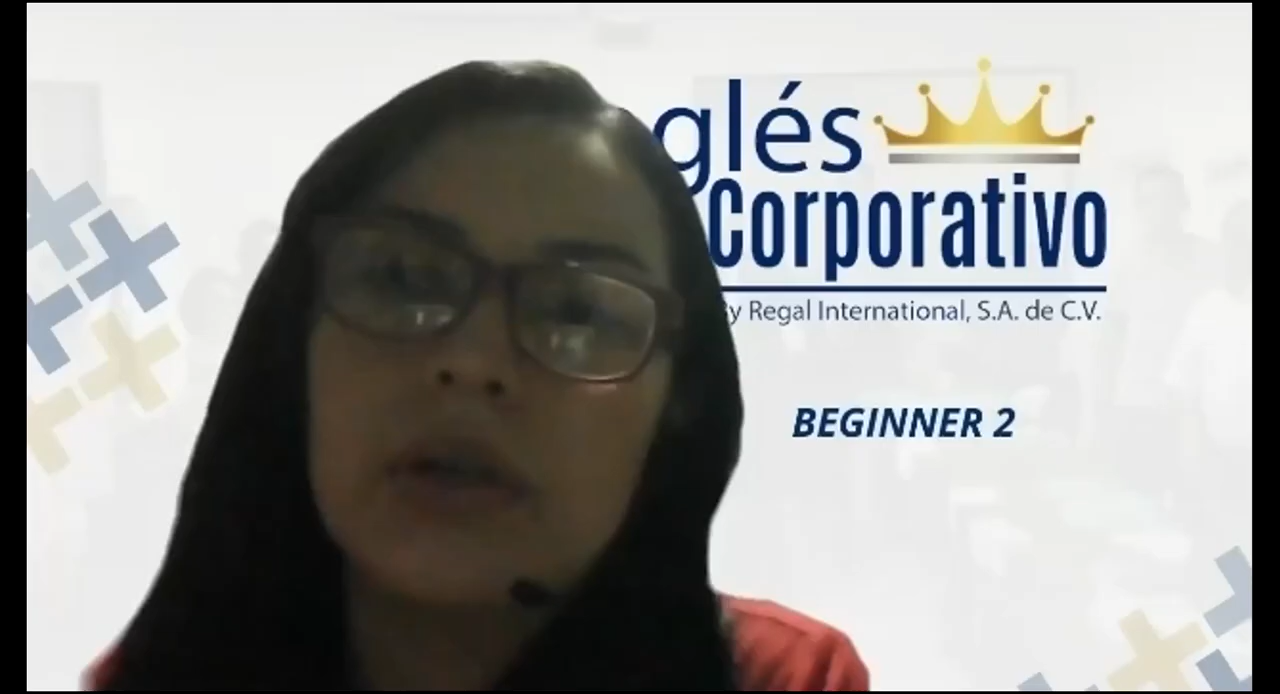 glés
Corporativo
y Regal International, S.A. de C.V.
BEGINNER 2